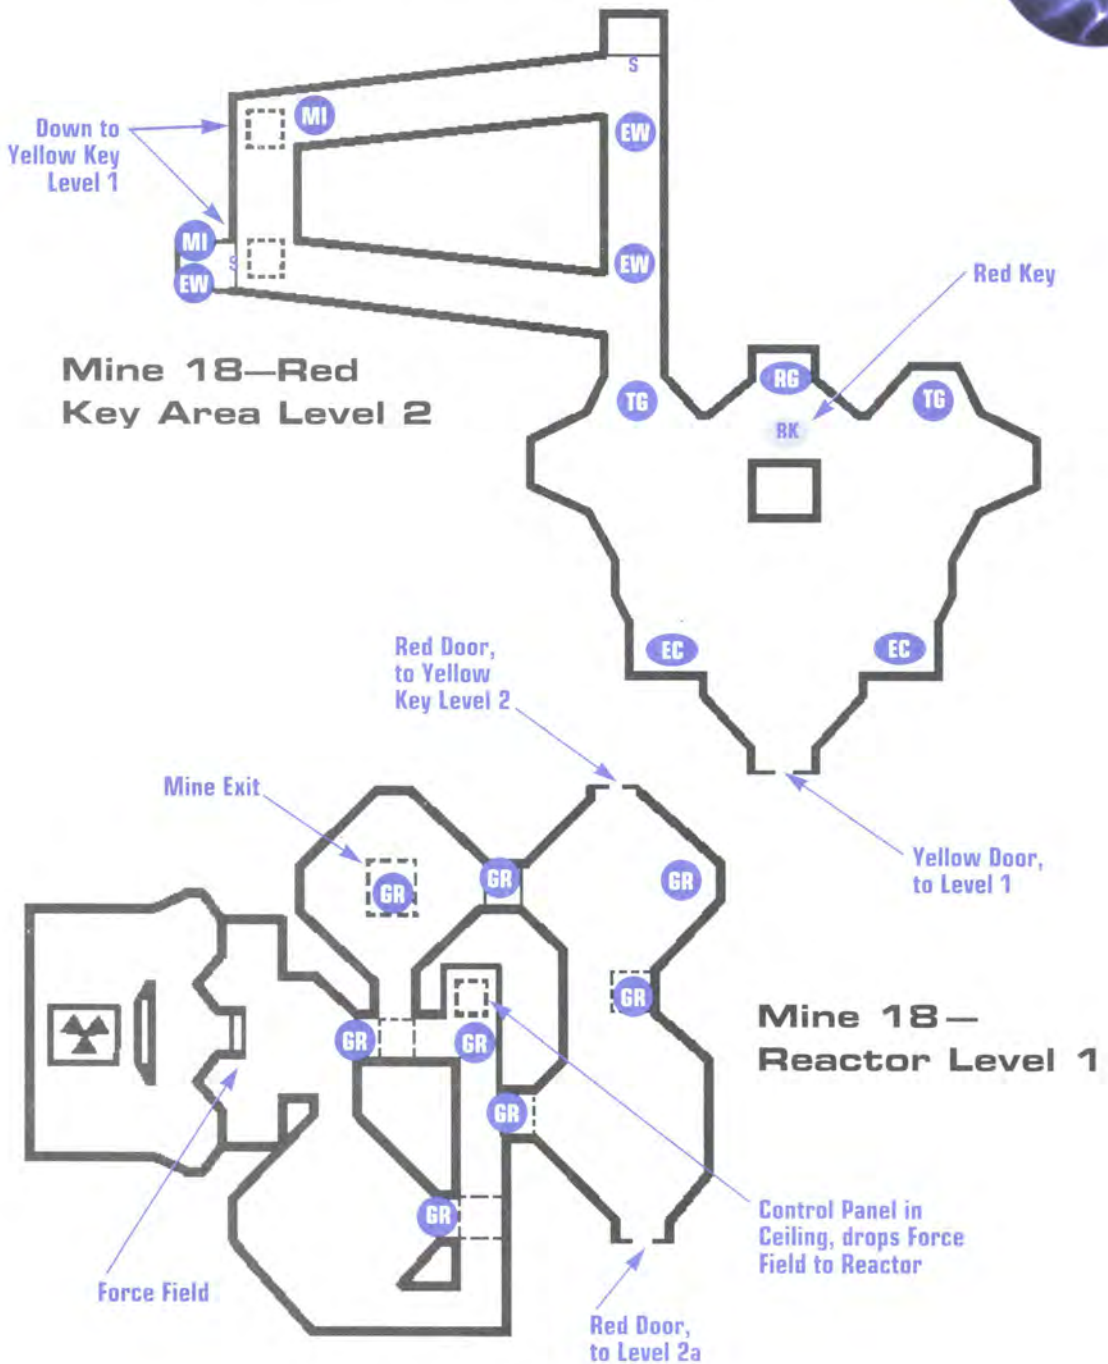 S
MI
Down to
Yellow Key
Level 1
EW
MI
S
EW
EW
Red Key
Mine 18—Red
Key Area Level 2
RG
TG
TG
RK
EC
EC
Red Door,
to Yellow
Key Level 2
Mine Exit
Yellow Door,
to Level 1
GR
GR
GR
GR
Mine 18—
Reactor Level 1
GR
GR
GR
GR
Control Panel in
Ceiling, drops Force
Field to Reactor
Force Field
Red Door,
to Level 2a